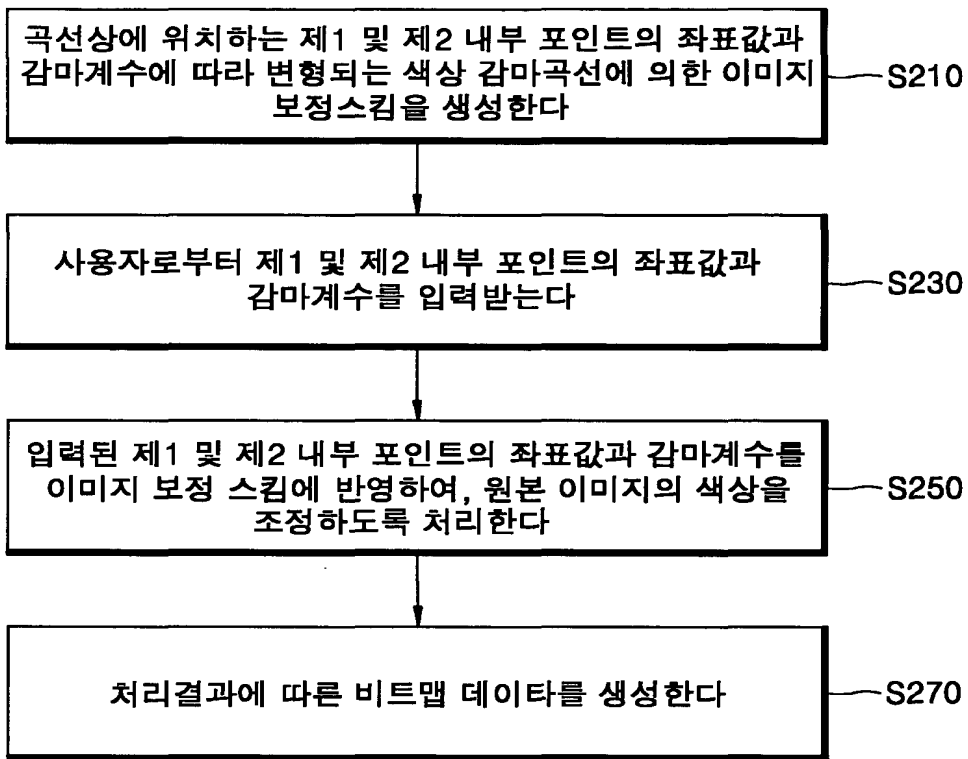 곡선상에 위치하는 제1 및 제2 내부 포인트의 좌표값과
감마계수에 따라 변형되는 색상 감마곡선에 의한 이미지
보정스킴을 생성한다
S210
사용자로부터 제1 및 제2 내부 포인트의 좌표값과
감마계수를 입력받는다
S230
입력된 제1 및 제2 내부 포인트의 좌표값과 감마계수를
이미지 보정 스킴에 반영하여, 원본 이미지의 색상을
조정하도록 처리한다
S250
처리결과에 따른 비트맵 데이타를 생성한다
S270